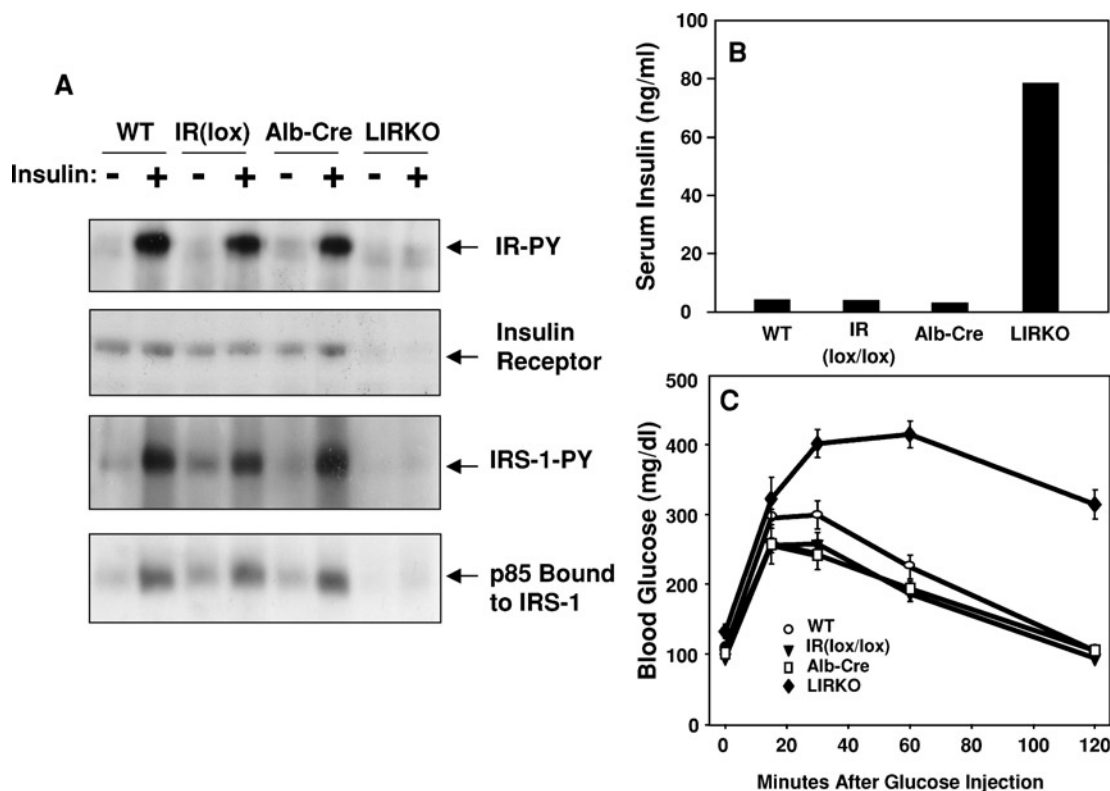 A
WT IR(lox) Alb-Cre LIRKO
Insulin: - + - + - + - +
IR-PY
Insulin
Receptor
IRS-1-PY
p85 Bound
to IRS-1
B
Serum Insulin (ng/ml)
100
80
60
40
20
0
WT IR Alb-Cre LIRKO
(lox/lox)
C
Blood Glucose (mg/dl)
500
400
300
200
100
0
WT
IR(lox/lox)
Alb-Cre
LIRKO
0 20 40 60 80 100 120
Minutes After Glucose Injection